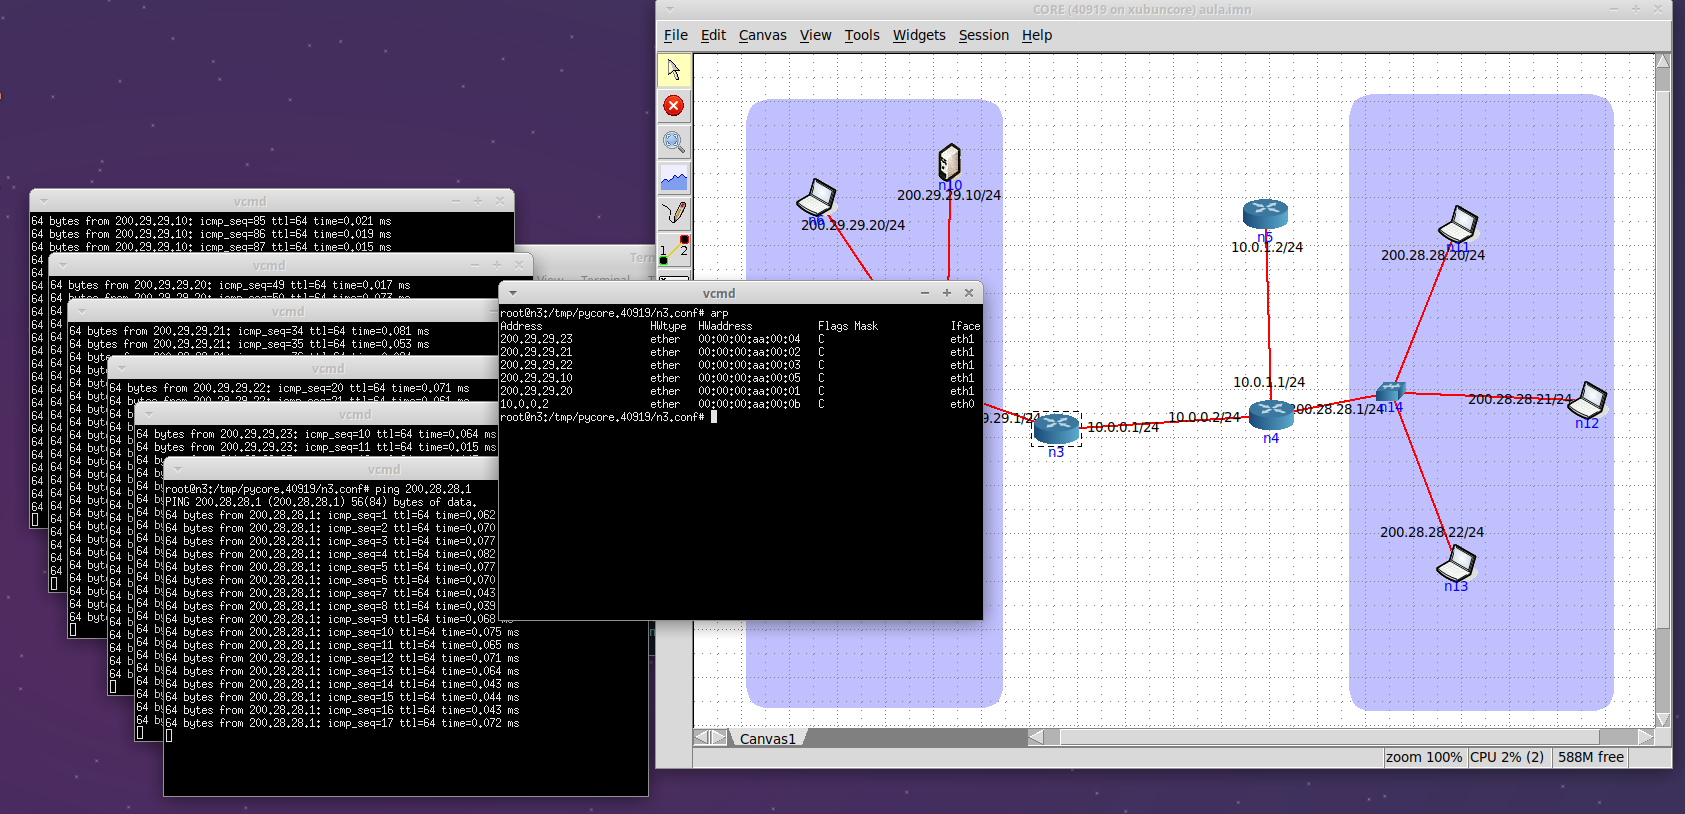 CORE (40919 on xubuncore) aula.imn
File Edit Canvas View Tools Widgets Session Help
n10
200.29.29.10/24
n6
200.29.29.20/24
n5
10.0.1.2/24
n11
200.28.28.20/24
10.0.1.1/24
9.29.1/24
n3
10.0.0.1/24
10.0.0.2/24
n4
200.28.28.1/24
n14
200.28.28.21/24
n12
200.28.28.22/24
n13
Canvas1
zoom 100% CPU 2% (2) 588M free
vcmd
64 bytes from 200.29.29.10: icmp_seq=85 ttl=64 time=0.021 ms
64 bytes from 200.29.29.10: icmp_seq=86 ttl=64 time=0.019 ms
64 bytes from 200.29.29.10: icmp_seq=87 ttl=64 time=0.015 ms
vcmd
64 bytes from 200.29.29.20: icmp_seq=49 ttl=64 time=0.017 ms
64 bytes from 200.29.29.20: icmp_seq=50 ttl=64 time=0.073 ms
vcmd
64 bytes from 200.29.29.21: icmp_seq=34 ttl=64 time=0.081 ms
64 bytes from 200.29.29.21: icmp_seq=35 ttl=64 time=0.053 ms
vcmd
64 bytes from 200.29.29.22: icmp_seq=20 ttl=64 time=0.071 ms
64 bytes from 200.29.29.22: icmp_seq=21 ttl=64 time=0.061 ms
vcmd
64 bytes from 200.29.29.23: icmp_seq=10 ttl=64 time=0.064 ms
64 bytes from 200.29.29.23: icmp_seq=11 ttl=64 time=0.015 ms
vcmd
root@n3:/tmp/pycore.40919/n3.conf# ping 200.28.28.1
PING 200.28.28.1 (200.28.28.1) 56(84) bytes of data.
64 bytes from 200.28.28.1: icmp_seq=1 ttl=64 time=0.062
64 bytes from 200.28.28.1: icmp_seq=2 ttl=64 time=0.070
64 bytes from 200.28.28.1: icmp_seq=3 ttl=64 time=0.077
64 bytes from 200.28.28.1: icmp_seq=4 ttl=64 time=0.082
64 bytes from 200.28.28.1: icmp_seq=5 ttl=64 time=0.077
64 bytes from 200.28.28.1: icmp_seq=6 ttl=64 time=0.070
64 bytes from 200.28.28.1: icmp_seq=7 ttl=64 time=0.043
64 bytes from 200.28.28.1: icmp_seq=8 ttl=64 time=0.039
64 bytes from 200.28.28.1: icmp_seq=9 ttl=64 time=0.068 ms
64 bytes from 200.28.28.1: icmp_seq=10 ttl=64 time=0.075 ms
64 bytes from 200.28.28.1: icmp_seq=11 ttl=64 time=0.065 ms
64 bytes from 200.28.28.1: icmp_seq=12 ttl=64 time=0.071 ms
64 bytes from 200.28.28.1: icmp_seq=13 ttl=64 time=0.064 ms
64 bytes from 200.28.28.1: icmp_seq=14 ttl=64 time=0.043 ms
64 bytes from 200.28.28.1: icmp_seq=15 ttl=64 time=0.044 ms
64 bytes from 200.28.28.1: icmp_seq=16 ttl=64 time=0.043 ms
64 bytes from 200.28.28.1: icmp_seq=17 ttl=64 time=0.072 ms
vcmd
root@n3:/tmp/pycore.40919/n3.conf# arp
Address HWtype HWaddress Flags Mask Iface
200.29.29.23 ether 00:00:00:aa:00:04 C eth1
200.29.29.21 ether 00:00:00:aa:00:02 C eth1
200.29.29.22 ether 00:00:00:aa:00:03 C eth1
200.29.29.10 ether 00:00:00:aa:00:05 C eth1
200.29.29.20 ether 00:00:00:aa:00:01 C eth1
10.0.0.2 ether 00:00:00:aa:00:0b C eth0
root@n3:/tmp/pycore.40919/n3.conf#